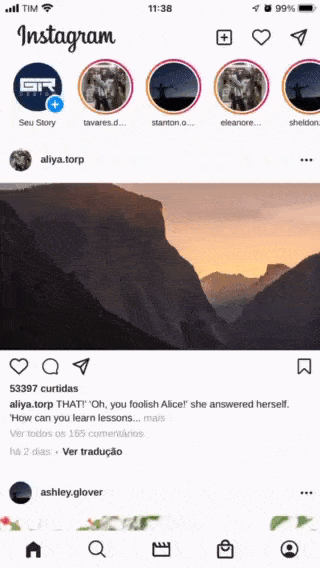 TIM 11:38 99%
Instagram
GR
Seu Story tavares.d... stanton.o... eleanore... sheldon.
aliya.torp
53397 curtidas
aliya.torp THAT!' 'Oh, you foolish Alice!' she answered herself.
'How can you learn lessons... mais
Ver todos os 165 comentários
há 2 dias • Ver tradução
ashley.glover